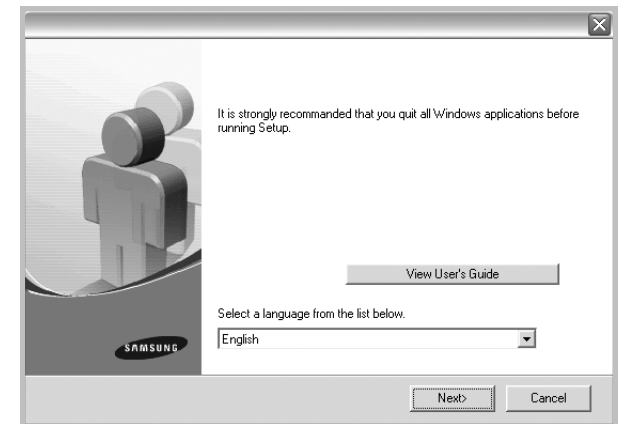 It is strongly recommanded that you quit all Windows applications before
running Setup.
View User's Guide
Select a language from the list below.
English
SAMSUNG
Next>
Cancel